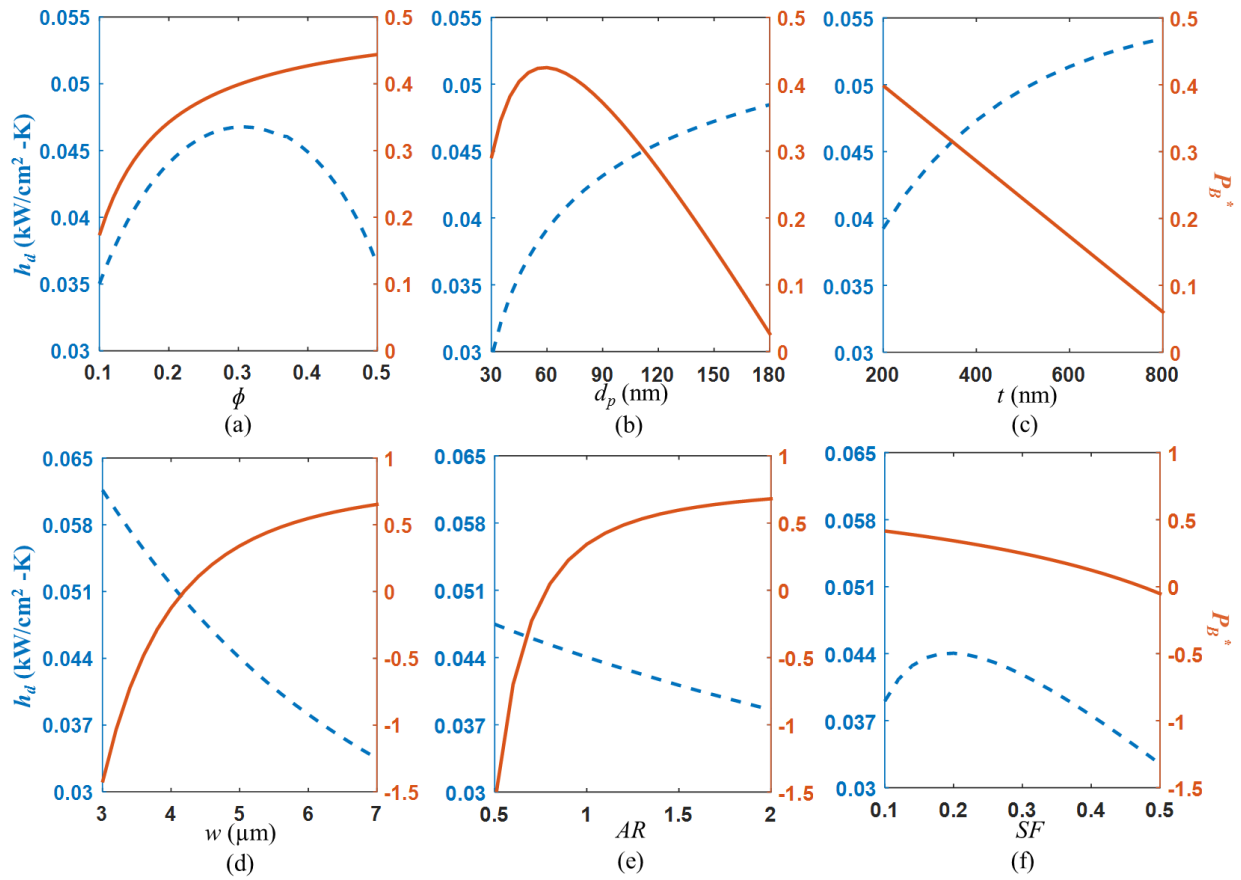 0.055 0.05 0.045 0.04 0.035 0.03
h_d (kW/cm² -K)
0.5 0.4 0.3 0.2 0.1 0
0.1 0.2 0.3 0.4 0.5
ϕ
(a)
0.055 0.05 0.045 0.04 0.035 0.03
0.5 0.4 0.3 0.2 0.1 0
30 60 90 120 150 180
d_p (nm)
(b)
0.055 0.05 0.045 0.04 0.035 0.03
0.5 0.4 0.3 0.2 0.1 0
P_B^*
200 400 600 800
t (nm)
(c)
0.065 0.058 0.051 0.044 0.037 0.03
h_d (kW/cm² -K)
1 0.5 0 -0.5 -1 -1.5
3 4 5 6 7
w (μm)
(d)
0.065 0.058 0.051 0.044 0.037 0.03
1 0.5 0 -0.5 -1 -1.5
0.5 1 1.5 2
AR
(e)
0.065 0.058 0.051 0.044 0.037 0.03
1 0.5 0 -0.5 -1 -1.5
P_B^*
0.1 0.2 0.3 0.4 0.5
SF
(f)